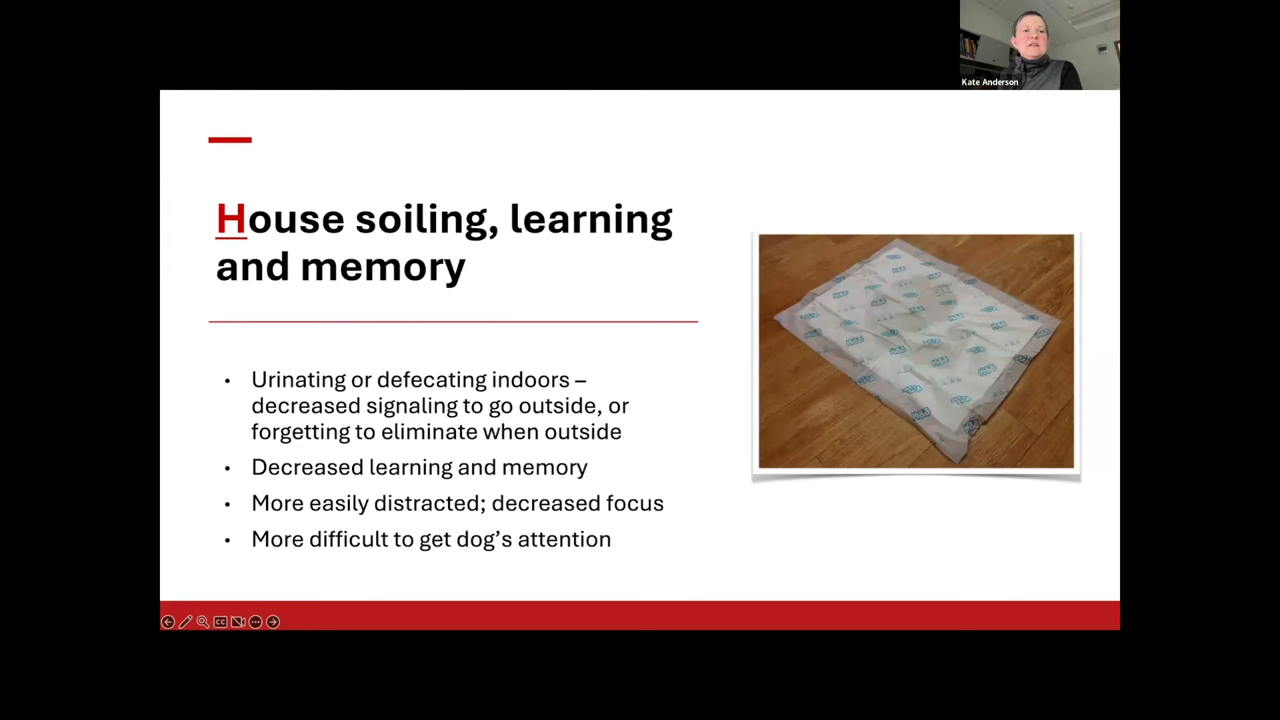 Kate Anderson
House soiling, learning
and memory
• Urinating or defecating indoors –
decreased signaling to go outside, or
forgetting to eliminate when outside
• Decreased learning and memory
• More easily distracted; decreased focus
• More difficult to get dog's attention
CC